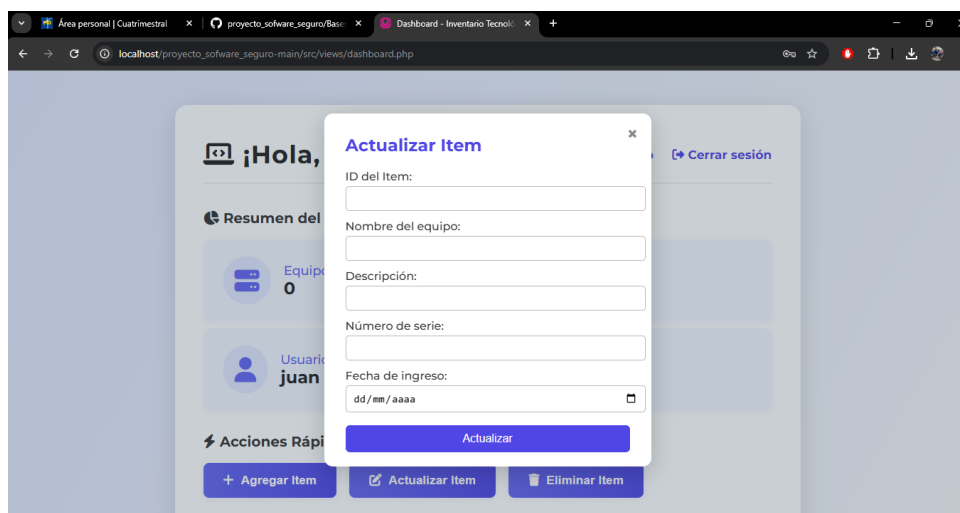 Área personal | Cuatrimestral
proyecto_sofware_seguro/Base
Dashboard - Inventario Tecnoló
localhost/proyecto_sofware_seguro-main/src/views/dashboard.php
¡Hola,
Cerrar sesión
Actualizar Item
ID del Item:
Nombre del equipo:
Descripción:
Número de serie:
Fecha de ingreso:
dd/mm/aaaa
Actualizar
Resumen del
Equipo
0
Usuario
juan
Acciones Rápi
+ Agregar Item
Actualizar Item
Eliminar Item